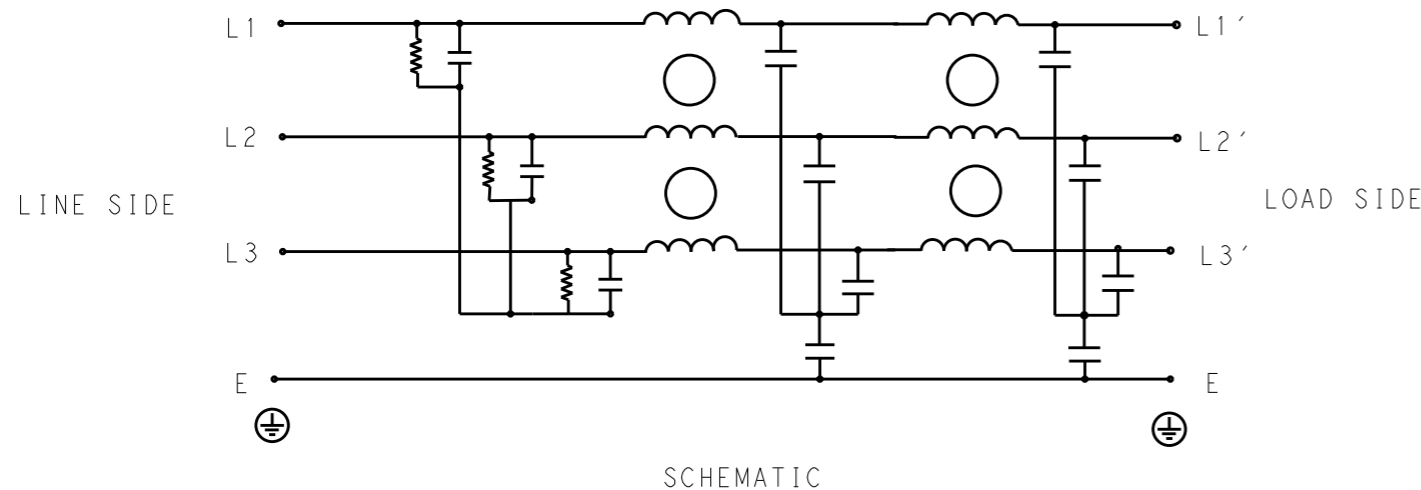 L1 L1′
L2 L2′
LINE SIDE LOAD SIDE
L3 L3′
E E
SCHEMATIC